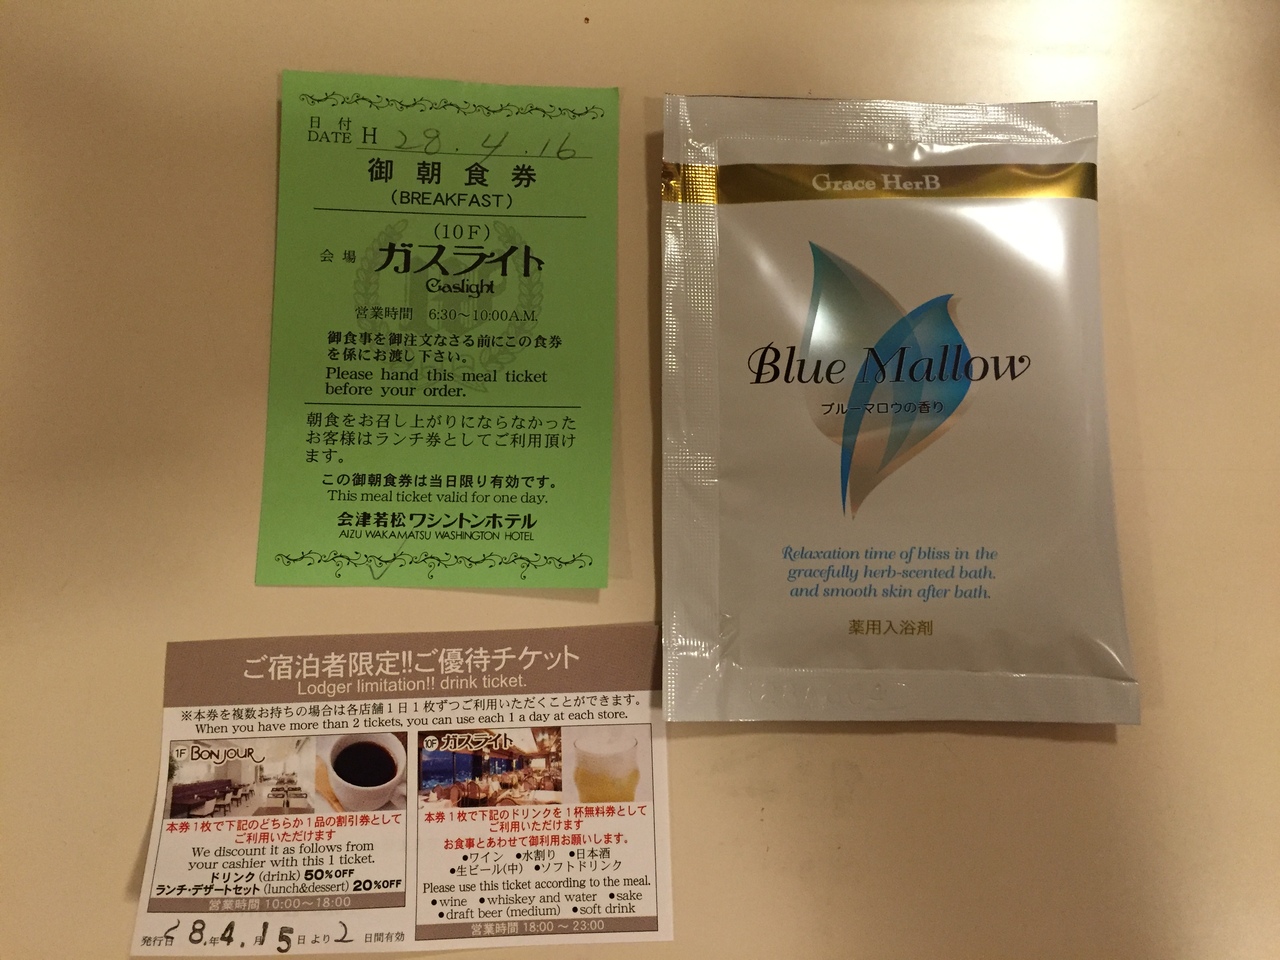 日 付
DATE H 28.4.16
御朝食券
(BREAKFAST)
(10F)
会場 ガスライト
Gaslight
営業時間 6:30～10:00A.M.
御食事を御注文なさる前にこの食券
を係にお渡し下さい。
Please hand this meal ticket
before your order.
朝食をお召し上がりにならなかった
お客様はランチ券としてご利用頂け
ます。
この御朝食券は当日限り有効です。
This meal ticket valid for one day.
会津若松ワシントンホテル
AIZU WAKAMATSU WASHINGTON HOTEL
Grace HerB
Blue Mallow
ブルーマロウの香り
Relaxation time of bliss in the
gracefully herb-scented bath.
and smooth skin after bath.
薬用入浴剤
ご宿泊者限定!!ご優待チケット
Lodger limitation!! drink ticket.
※本券を複数お持ちの場合は各店舗1日1枚ずつご利用いただくことができます。
When you have more than 2 tickets, you can use each 1 a day at each store.
1F BONJOUR
本券1枚で下記のどちらか1品の割引券として
ご利用いただけます
We discount it as follows from
your cashier with this 1 ticket.
ドリンク (drink) 50%OFF
ランチ・デザートセット (lunch&dessert) 20%OFF
営業時間 10:00～18:00
10F ガスライト
本券1枚で下記のドリンクを1杯無料券として
ご利用いただけます
お食事とあわせて御利用お願いします。
●ワイン ●水割り ●日本酒
●生ビール(中) ●ソフトドリンク
Please use this ticket according to the meal.
●wine ●whiskey and water ●sake
●draft beer (medium) ●soft drink
営業時間 18:00 ～ 23:00
発行日 28.年4.月15日より2 日間有効